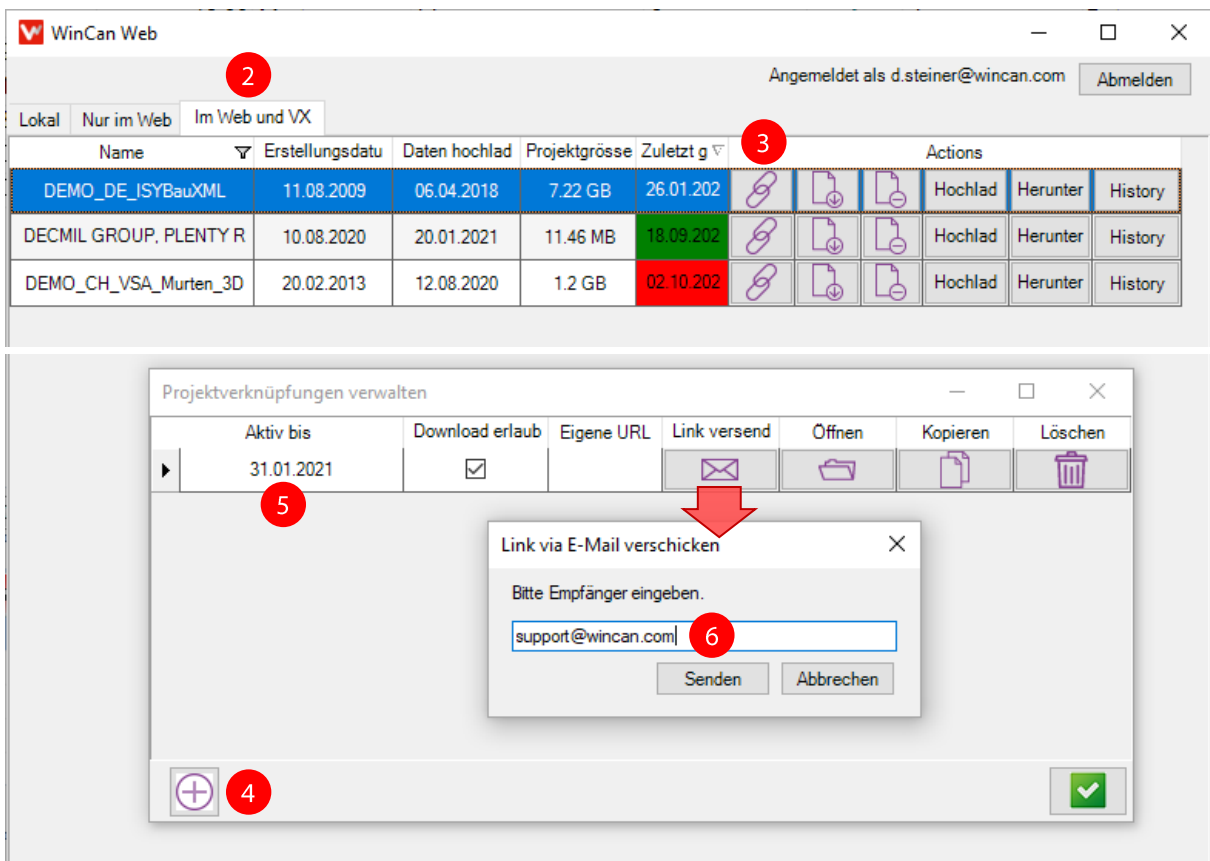 WinCan Web
2
Angemeldet als d.steiner@wincan.com Abmelden
Lokal Nur im Web Im Web und VX
3
Name Erstellungsdatu Daten hochlad Projektgrösse Zuletzt g Actions
DEMO_DE_ISYBauXML 11.08.2009 06.04.2018 7.22 GB 26.01.202 Hochlad Herunter History
DECMIL GROUP, PLENTY R 10.08.2020 20.01.2021 11.46 MB 18.09.202 Hochlad Herunter History
DEMO_CH_VSA_Murten_3D 20.02.2013 12.08.2020 1.2 GB 02.10.202 Hochlad Herunter History
Projektverknüpfungen verwalten
Aktiv bis Download erlaub Eigene URL Link versend Öffnen Kopieren Löschen
31.01.2021
5
Link via E-Mail verschicken
Bitte Empfänger eingeben.
support@wincan.com 6
Senden Abbrechen
4